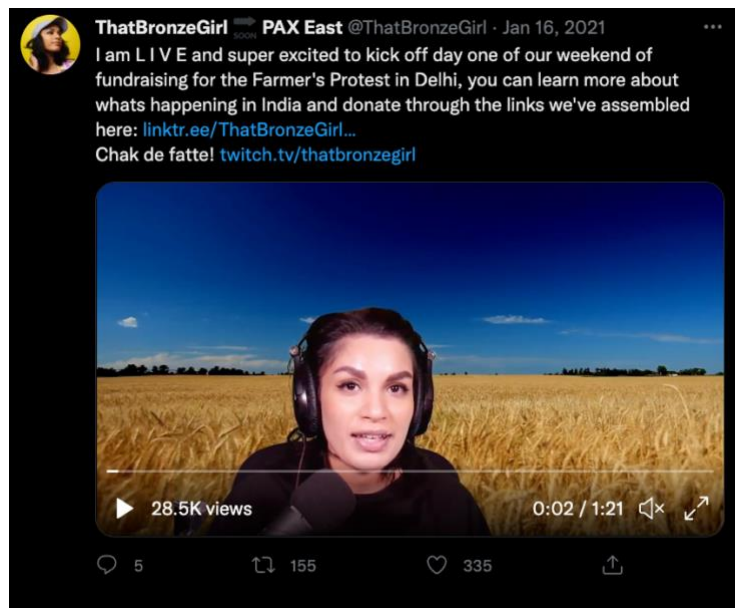 ThatBronzeGirl SOON PAX East @ThatBronzeGirl · Jan 16, 2021
I am L I V E and super excited to kick off day one of our weekend of
fundraising for the Farmer's Protest in Delhi, you can learn more about
whats happening in India and donate through the links we've assembled
here: linktr.ee/ThatBronzeGirl…
Chak de fatte! twitch.tv/thatbronzegirl
28.5K views 0:02 / 1:21
5 155 335